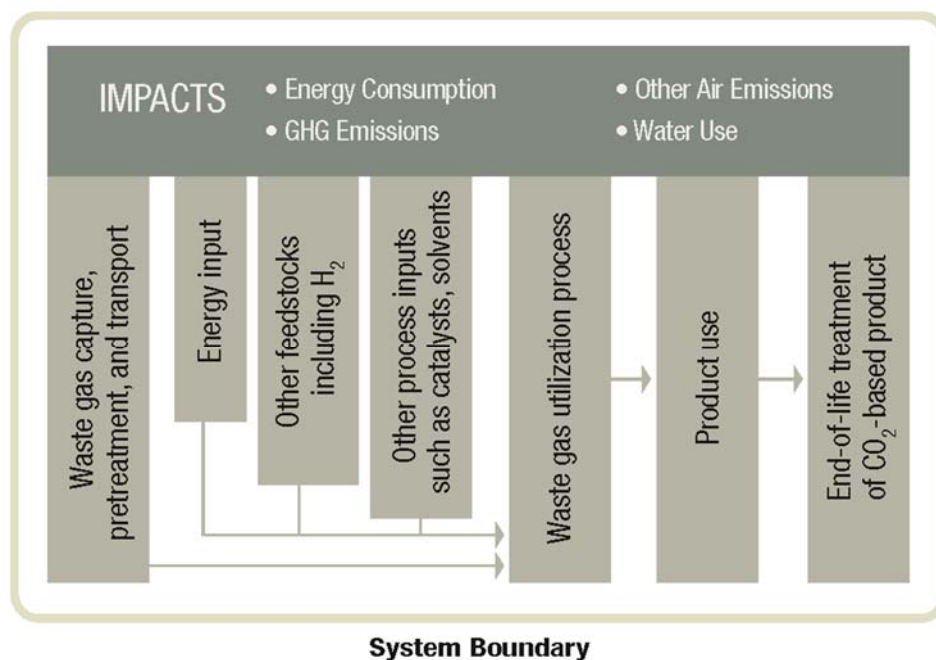 IMPACTS
• Energy Consumption
• GHG Emissions
• Other Air Emissions
• Water Use
Waste gas capture,
pretreatment, and transport
Energy input
Other feedstocks
including H₂
Other process inputs
such as catalysts, solvents
Waste gas utilization process
Product use
End-of-life treatment
of CO₂-based product
System Boundary